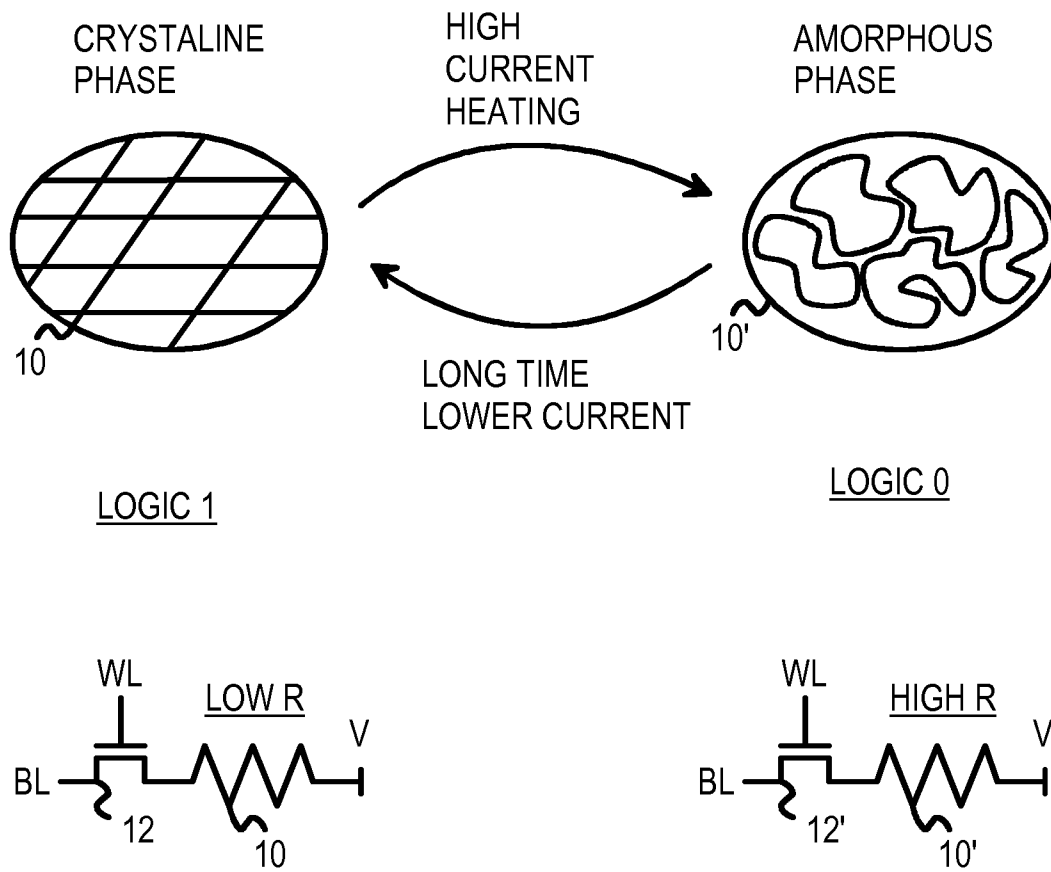 CRYSTALINE
PHASE
HIGH
CURRENT
HEATING
AMORPHOUS
PHASE
10
10'
LONG TIME
LOWER CURRENT
LOGIC 1
LOGIC 0
WL
LOW R
V
BL
12
10
WL
HIGH R
V
BL
12'
10'